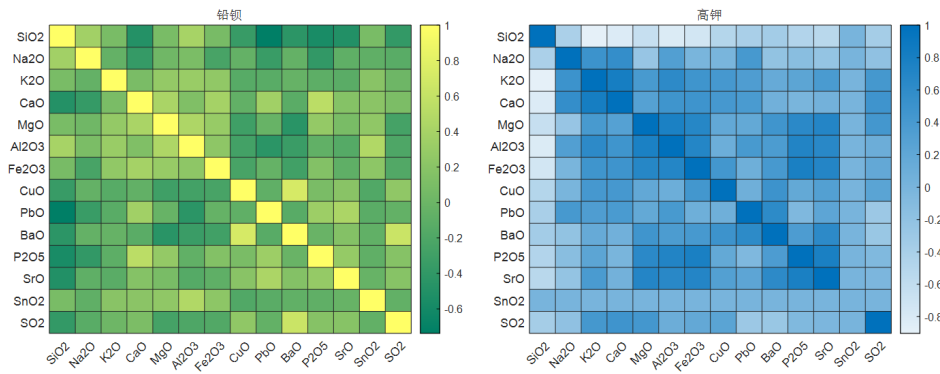 铅钡
高钾
SiO2
Na2O
K2O
CaO
MgO
Al2O3
Fe2O3
CuO
PbO
BaO
P2O5
SrO
SnO2
SO2
SiO2
Na2O
K2O
CaO
MgO
Al2O3
Fe2O3
CuO
PbO
BaO
P2O5
SrO
SnO2
SO2
1
0.8
0.6
0.4
0.2
0
-0.2
-0.4
-0.6
SiO2
Na2O
K2O
CaO
MgO
Al2O3
Fe2O3
CuO
PbO
BaO
P2O5
SrO
SnO2
SO2
SiO2
Na2O
K2O
CaO
MgO
Al2O3
Fe2O3
CuO
PbO
BaO
P2O5
SrO
SnO2
SO2
1
0.8
0.6
0.4
0.2
0
-0.2
-0.4
-0.6
-0.8